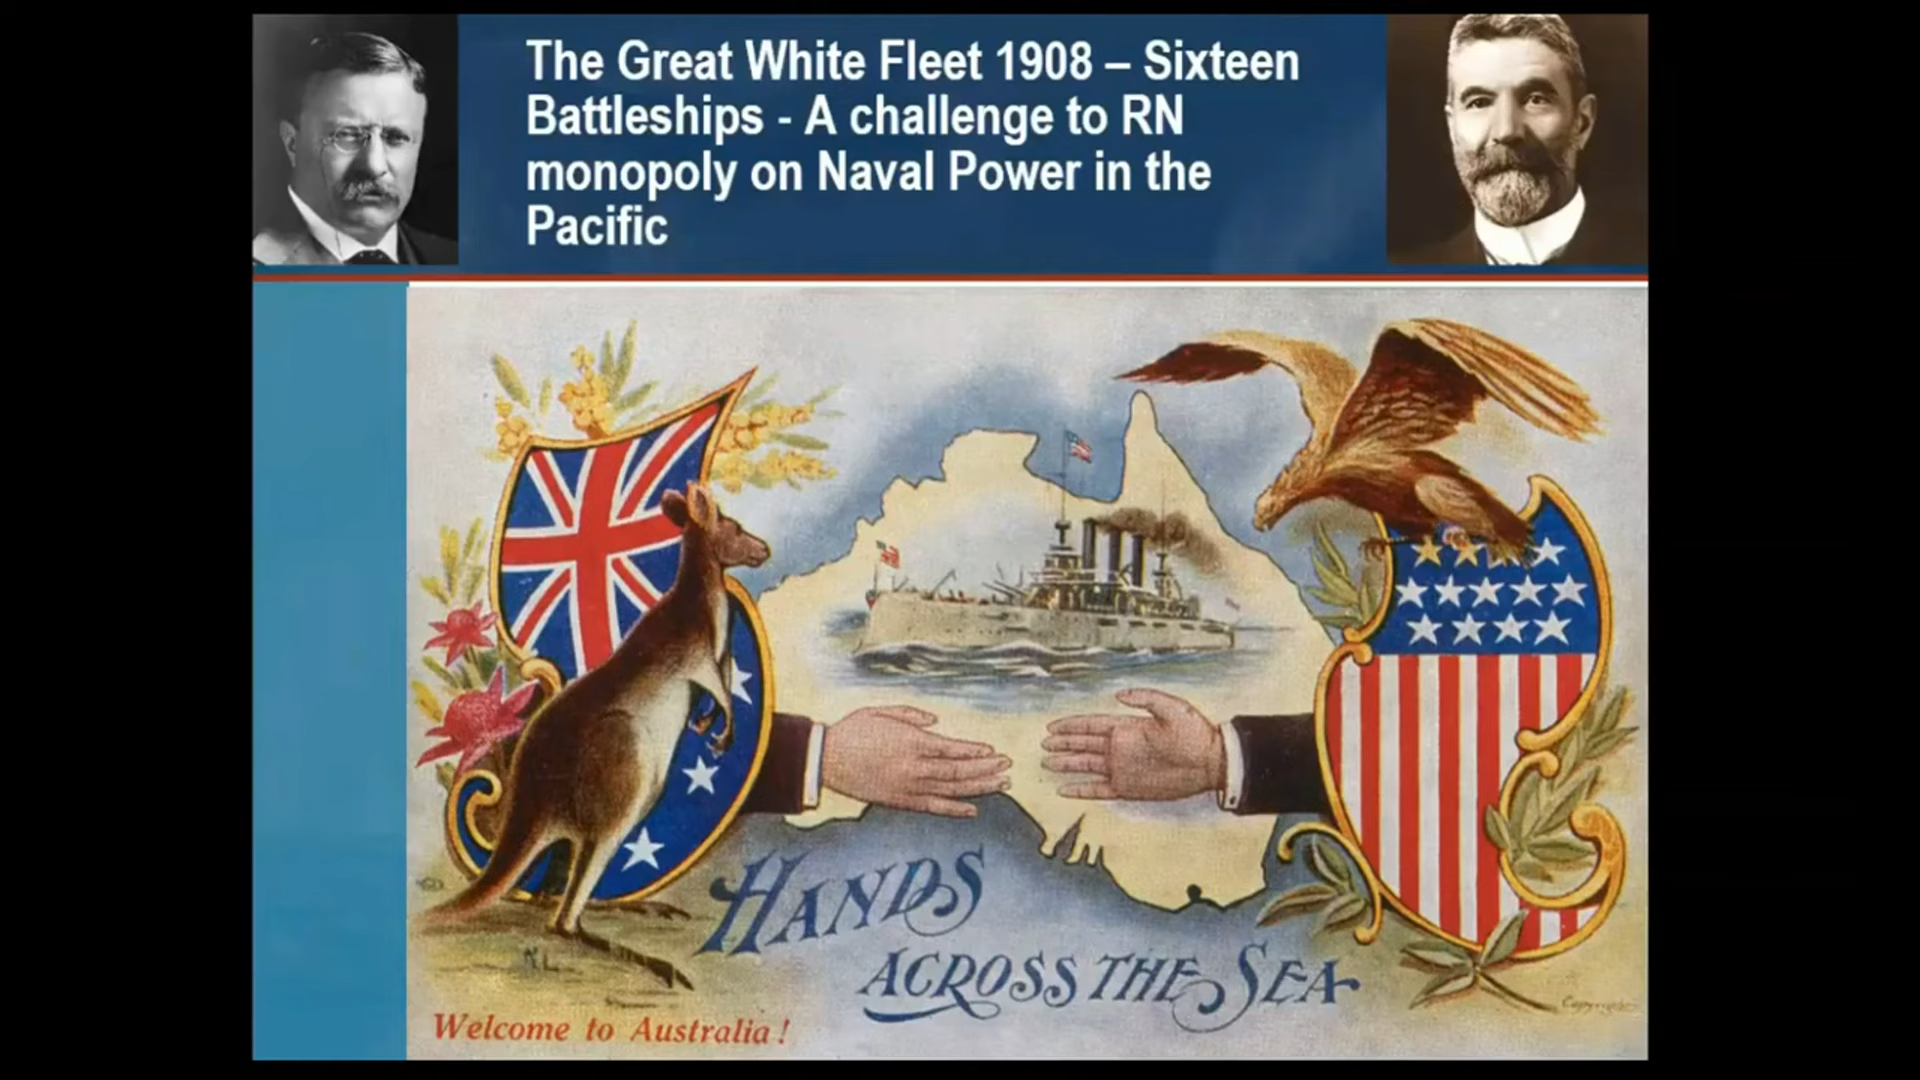 The Great White Fleet 1908 – Sixteen
Battleships - A challenge to RN
monopoly on Naval Power in the
Pacific
HANDS
ACROSS THE SEA
Welcome to Australia!